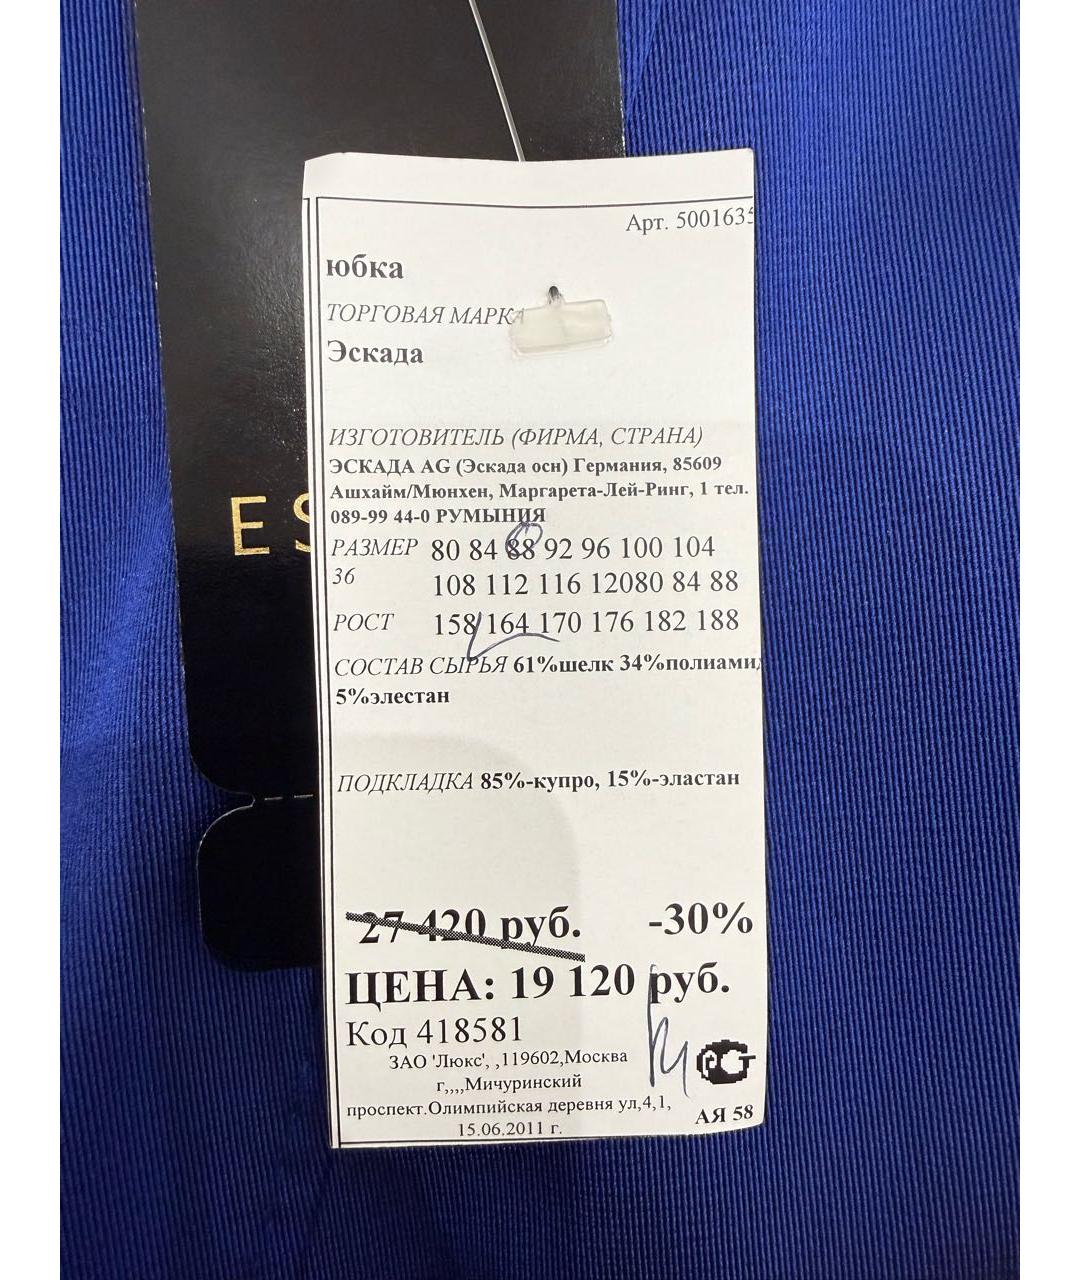 Арт. 500163
юбка
ТОРГОВАЯ МАРКА
Эскада
ИЗГОТОВИТЕЛЬ (ФИРМА, СТРАНА)
ЭСКАДА AG (Эскада осн) Германия, 85609
Ашхайм/Мюнхен, Маргарета-Лей-Ринг, 1 тел.
089-99 44-0 РУМЫНИЯ
ES
РАЗМЕР 80 84 88 92 96 100 104
36 108 112 116 12080 84 88
РОСТ 158 164 170 176 182 188
СОСТАВ СЫРЬЯ 61%шелк 34%полиамид
5%элестан
ПОДКЛАДКА 85%-купро, 15%-эластан
27 420 руб. -30%
ЦЕНА: 19 120 руб.
Код 418581
ЗАО 'Люкс', ,119602,Москва
г,,,,Мичуринский
проспект.Олимпийская деревня ул,4,1,
15.06.2011 г.
АЯ 58